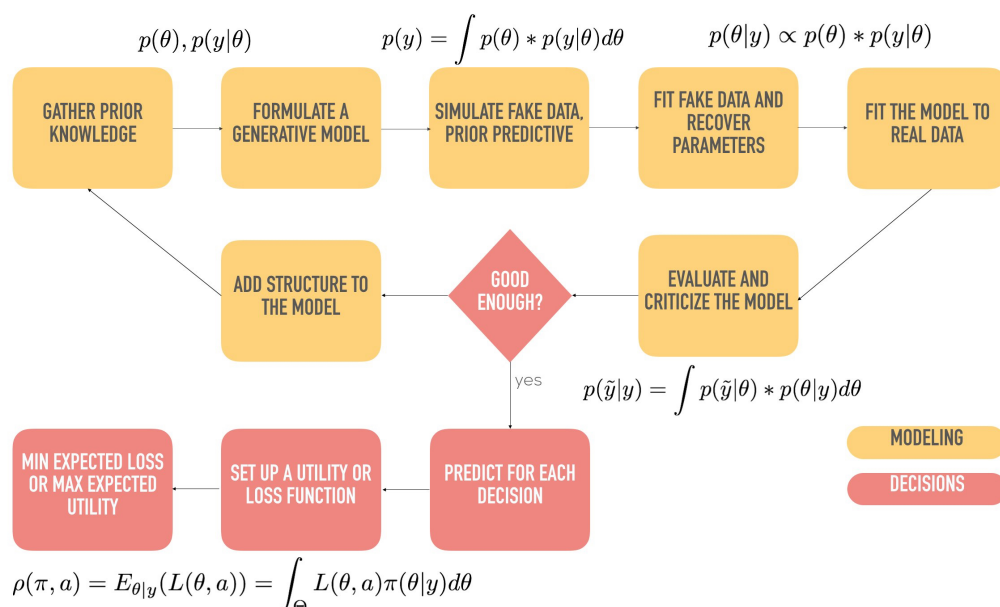 p(θ), p(y|θ)
p(y) = ∫ p(θ) ∗ p(y|θ)dθ
p(θ|y) ∝ p(θ) ∗ p(y|θ)
GATHER PRIOR
KNOWLEDGE
FORMULATE A
GENERATIVE MODEL
SIMULATE FAKE DATA,
PRIOR PREDICTIVE
FIT FAKE DATA AND
RECOVER
PARAMETERS
FIT THE MODEL TO
REAL DATA
ADD STRUCTURE TO
THE MODEL
GOOD
ENOUGH?
EVALUATE AND
CRITICIZE THE MODEL
yes
p(ỹ|y) = ∫ p(ỹ|θ) ∗ p(θ|y)dθ
MIN EXPECTED LOSS
OR MAX EXPECTED
UTILITY
SET UP A UTILITY OR
LOSS FUNCTION
PREDICT FOR EACH
DECISION
MODELING
DECISIONS
ρ(π, a) = E_{θ|y}(L(θ, a)) = ∫_Θ L(θ, a)π(θ|y)dθ